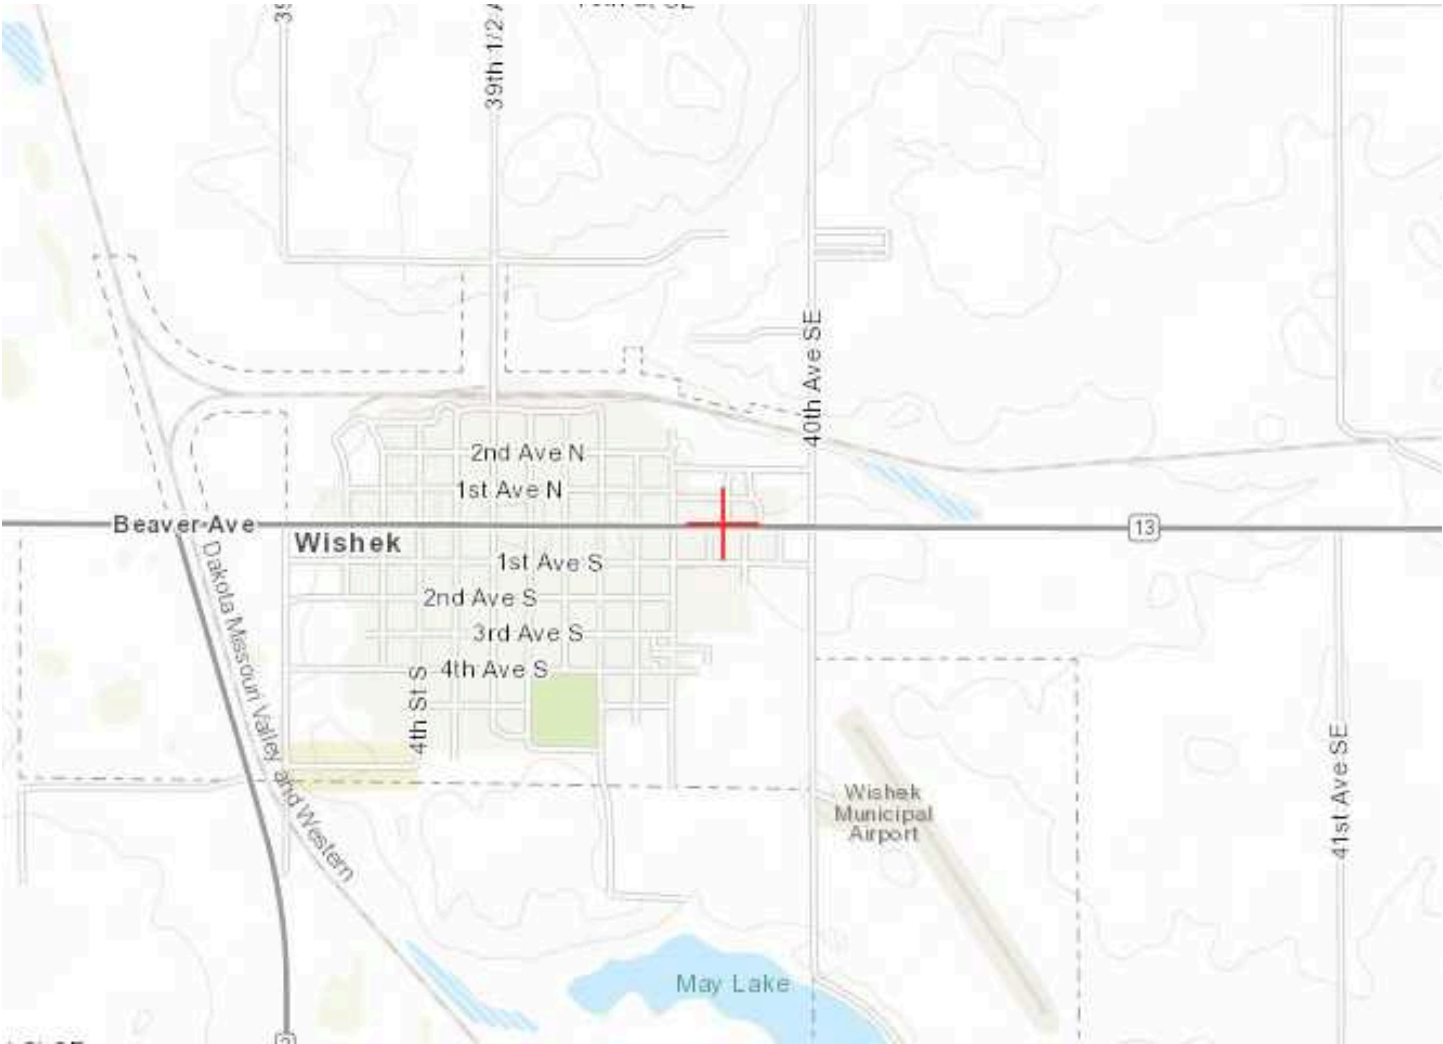 39th 1/2 A
40th Ave SE
2nd Ave N
1st Ave N
Beaver Ave
13
Wishek
1st Ave S
2nd Ave S
3rd Ave S
4th Ave S
4th St S
Dakota Missouri Valley and Western
Wishek
Municipal
Airport
41st Ave SE
May Lake